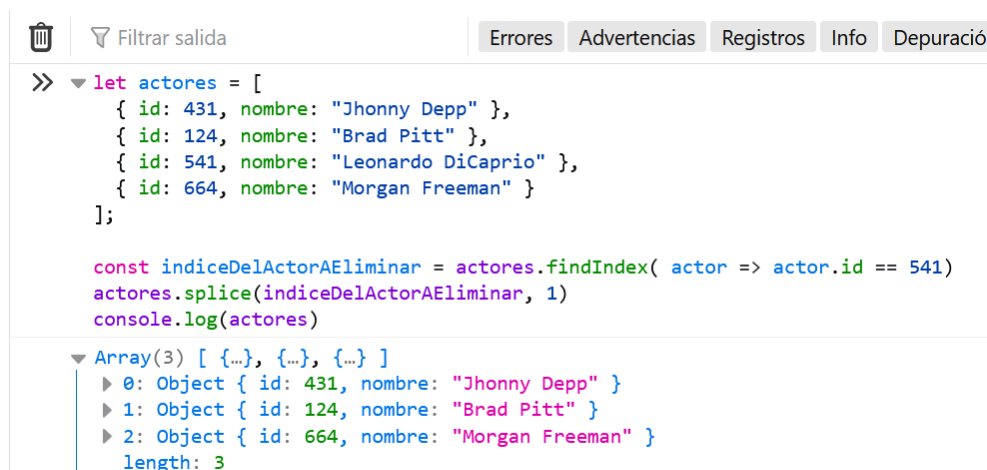 Filtrar salida Errores Advertencias Registros Info Depuració
let actores = [
{ id: 431, nombre: "Jhonny Depp" },
{ id: 124, nombre: "Brad Pitt" },
{ id: 541, nombre: "Leonardo DiCaprio" },
{ id: 664, nombre: "Morgan Freeman" }
];
const indiceDelActorAEliminar = actores.findIndex( actor => actor.id == 541)
actores.splice(indiceDelActorAEliminar, 1)
console.log(actores)
Array(3) [ {…}, {…}, {…} ]
0: Object { id: 431, nombre: "Jhonny Depp" }
1: Object { id: 124, nombre: "Brad Pitt" }
2: Object { id: 664, nombre: "Morgan Freeman" }
length: 3